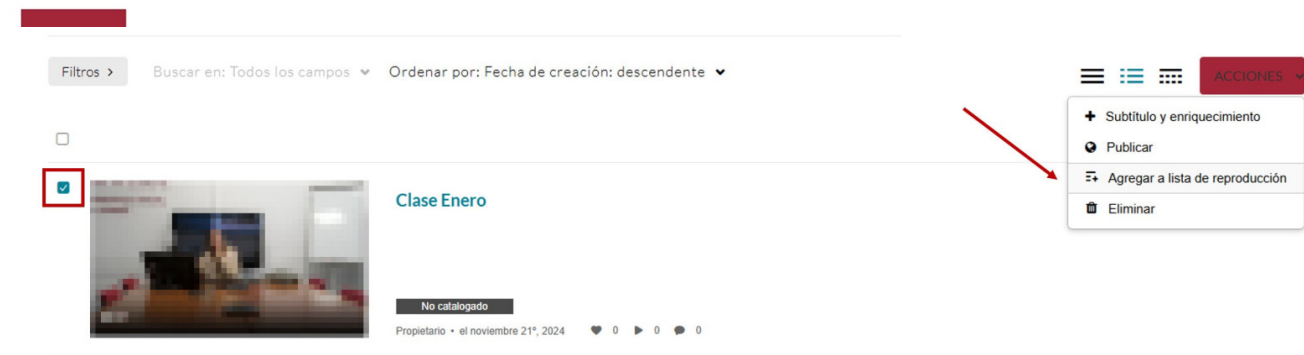 Filtros >
Buscar en: Todos los campos
Ordenar por: Fecha de creación: descendente
ACCIONES
Subtítulo y enriquecimiento
Publicar
Agregar a lista de reproducción
Eliminar
Clase Enero
No catalogado
Propietario • el noviembre 21º, 2024 0 0 0